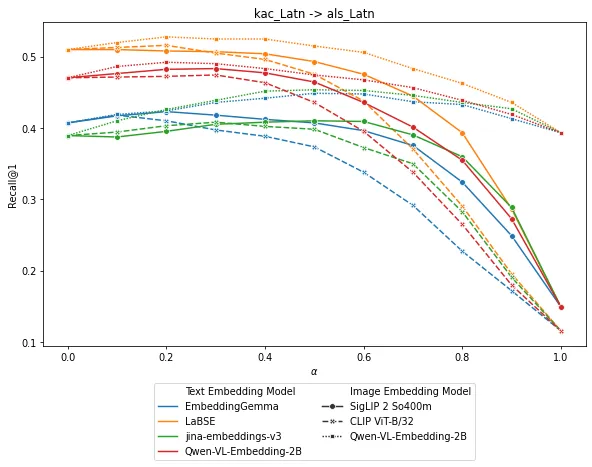 kac_Latn -> als_Latn
Recall@1
0.5
0.4
0.3
0.2
0.1
0.0 0.2 0.4 0.6 0.8 1.0
α
Text Embedding Model Image Embedding Model
EmbeddingGemma SigLIP 2 So400m
LaBSE CLIP ViT-B/32
jina-embeddings-v3 Qwen-VL-Embedding-2B
Qwen-VL-Embedding-2B